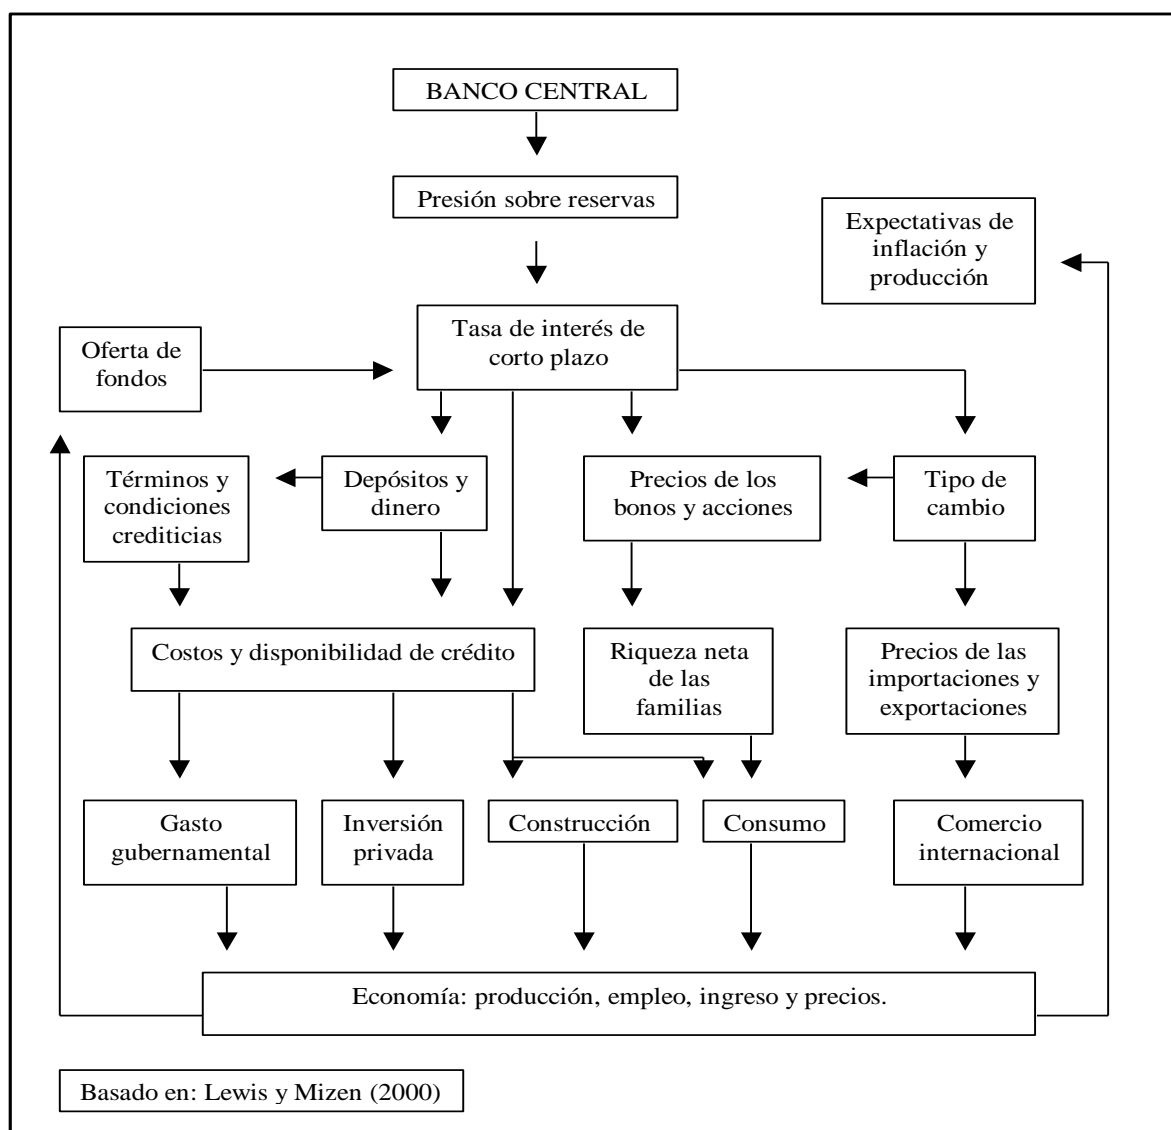 BANCO CENTRAL
Presión sobre reservas
Expectativas de
inflación y
producción
Tasa de interés de
corto plazo
Oferta de
fondos
Términos y
condiciones
crediticias
Depósitos y
dinero
Precios de los
bonos y acciones
Tipo de
cambio
Costos y disponibilidad de crédito
Riqueza neta
de las
familias
Precios de las
importaciones y
exportaciones
Gasto
gubernamental
Inversión
privada
Construcción
Consumo
Comercio
internacional
Economía: producción, empleo, ingreso y precios.
Basado en: Lewis y Mizen (2000)